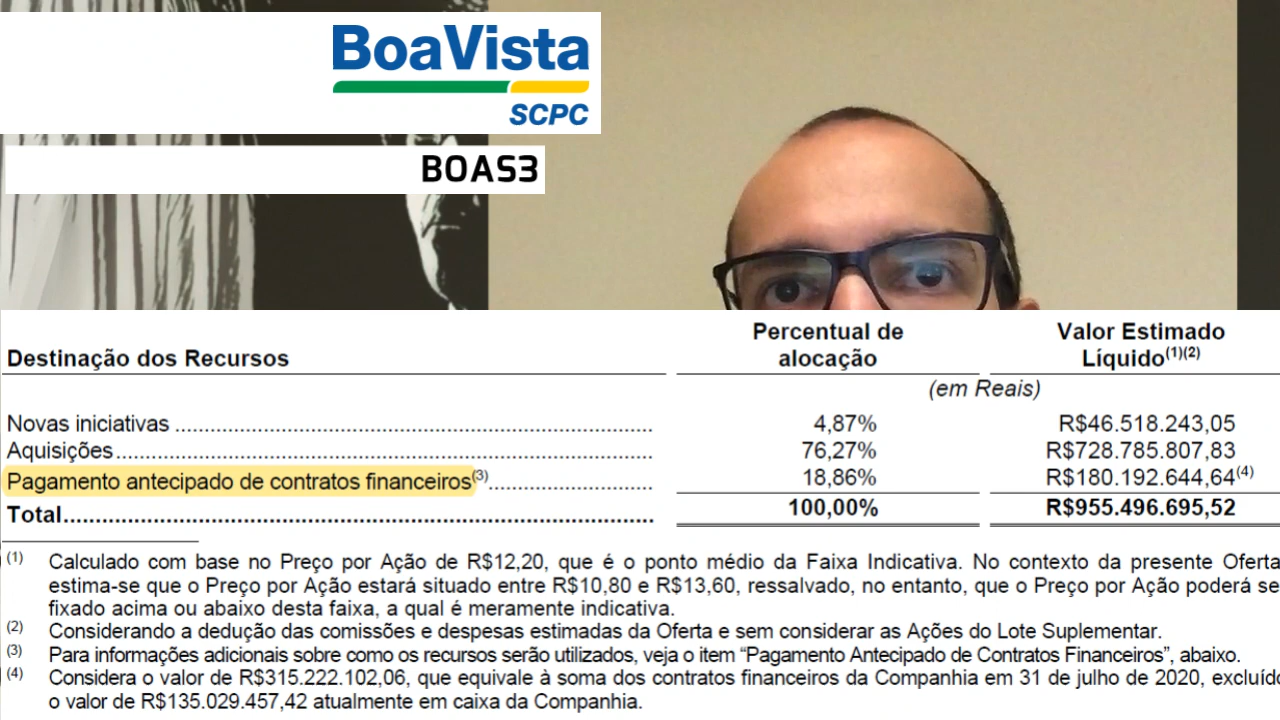 BoaVista
SCPC
BOAS3
Destinação dos Recursos
Percentual de
alocação
Valor Estimado
Líquido(1)(2)
(em Reais)
Novas iniciativas ........ 4,87% R$46.518.243,05
Aquisições........ 76,27% R$728.785.807,83
Pagamento antecipado de contratos financeiros(3)........ 18,86% R$180.192.644,64(4)
Total........ 100,00% R$955.496.695,52
(1) Calculado com base no Preço por Ação de R$12,20, que é o ponto médio da Faixa Indicativa. No contexto da presente Oferta
estima-se que o Preço por Ação estará situado entre R$10,80 e R$13,60, ressalvado, no entanto, que o Preço por Ação poderá se
fixado acima ou abaixo desta faixa, a qual é meramente indicativa.
(2) Considerando a dedução das comissões e despesas estimadas da Oferta e sem considerar as Ações do Lote Suplementar.
(3) Para informações adicionais sobre como os recursos serão utilizados, veja o item “Pagamento Antecipado de Contratos Financeiros”, abaixo.
(4) Considera o valor de R$315.222.102,06, que equivale à soma dos contratos financeiros da Companhia em 31 de julho de 2020, excluído
o valor de R$135.029.457,42 atualmente em caixa da Companhia.